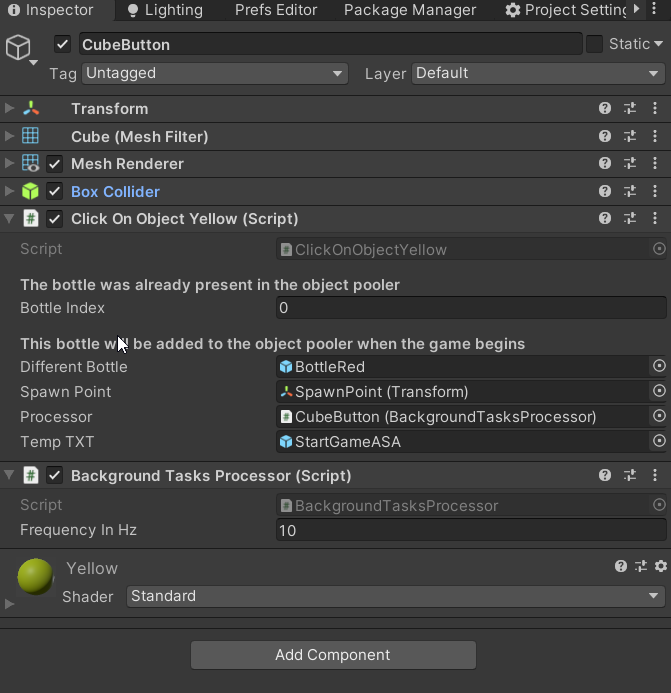 Inspector Lighting Prefs Editor Package Manager Project Setting
CubeButton Static
Tag Untagged Layer Default
Transform
Cube (Mesh Filter)
Mesh Renderer
Box Collider
# Click On Object Yellow (Script)
Script # ClickOnObjectYellow
The bottle was already present in the object pooler
Bottle Index 0
This bottle will be added to the object pooler when the game begins
Different Bottle BottleRed
Spawn Point SpawnPoint (Transform)
Processor # CubeButton (BackgroundTasksProcessor)
Temp TXT StartGameASA
# Background Tasks Processor (Script)
Script # BackgroundTasksProcessor
Frequency In Hz 10
Yellow
Shader Standard
Add Component